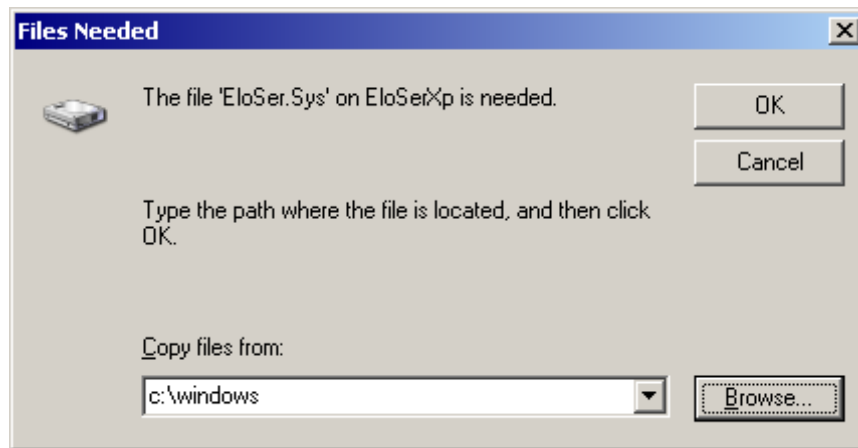 Files Needed
The file 'EloSer.Sys' on EloSerXp is needed.
OK
Cancel
Type the path where the file is located, and then click
OK.
Copy files from:
c:\windows
Browse...